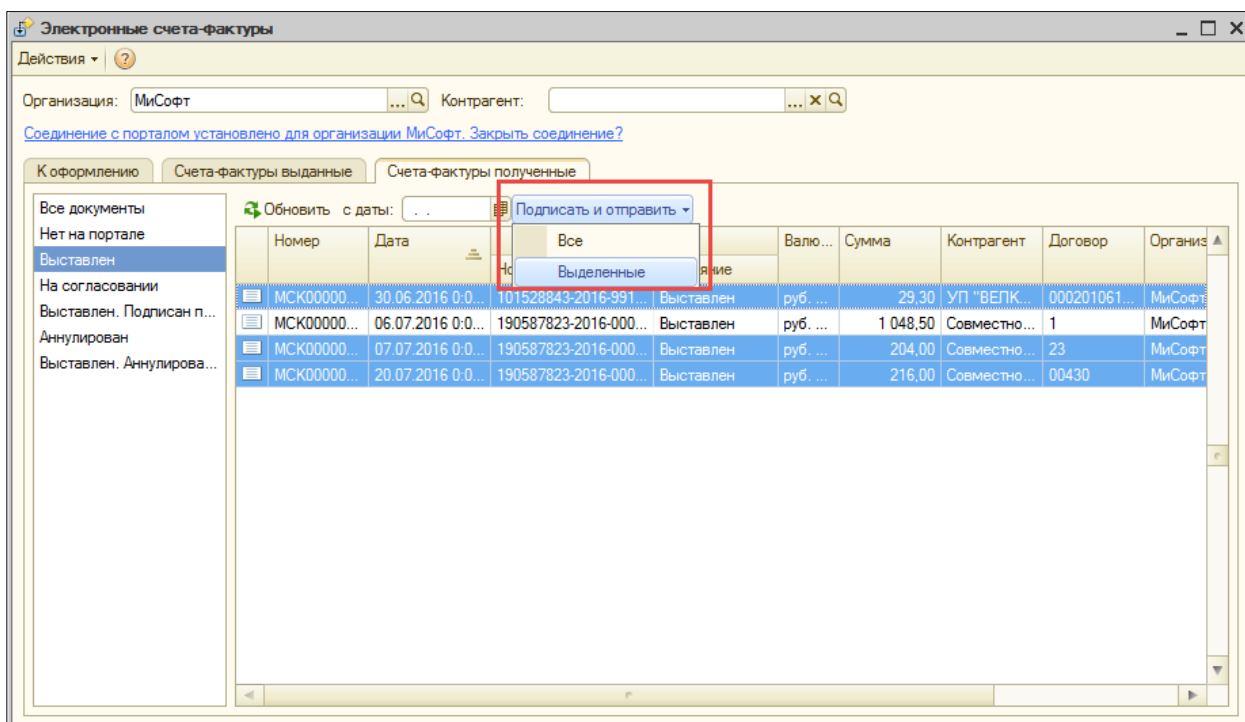 Электронные счета-фактуры
Действия
Организация: МиСофт ... Контрагент: ...
Соединение с порталом установлено для организации МиСофт. Закрыть соединение?
К оформлению Счета-фактуры выданные Счета-фактуры полученные
Все документы
Нет на портале
Выставлен
На согласовании
Выставлен. Подписан п...
Аннулирован
Выставлен. Аннулирова...
Обновить с даты: . . Подписать и отправить
Все
Выделенные
Номер Дата Валю... Сумма Контрагент Договор Организ
МСК00000... 30.06.2016 0:0... 101528843-2016-991... Выставлен руб. ... 29,30 УП "ВЕЛК... 000201061... МиСофт
МСК00000... 06.07.2016 0:0... 190587823-2016-000... Выставлен руб. ... 1 048,50 Совместно... 1 МиСофт
МСК00000... 07.07.2016 0:0... 190587823-2016-000... Выставлен руб. ... 204,00 Совместно... 23 МиСофт
МСК00000... 20.07.2016 0:0... 190587823-2016-000... Выставлен руб. ... 216,00 Совместно... 00430 МиСофт